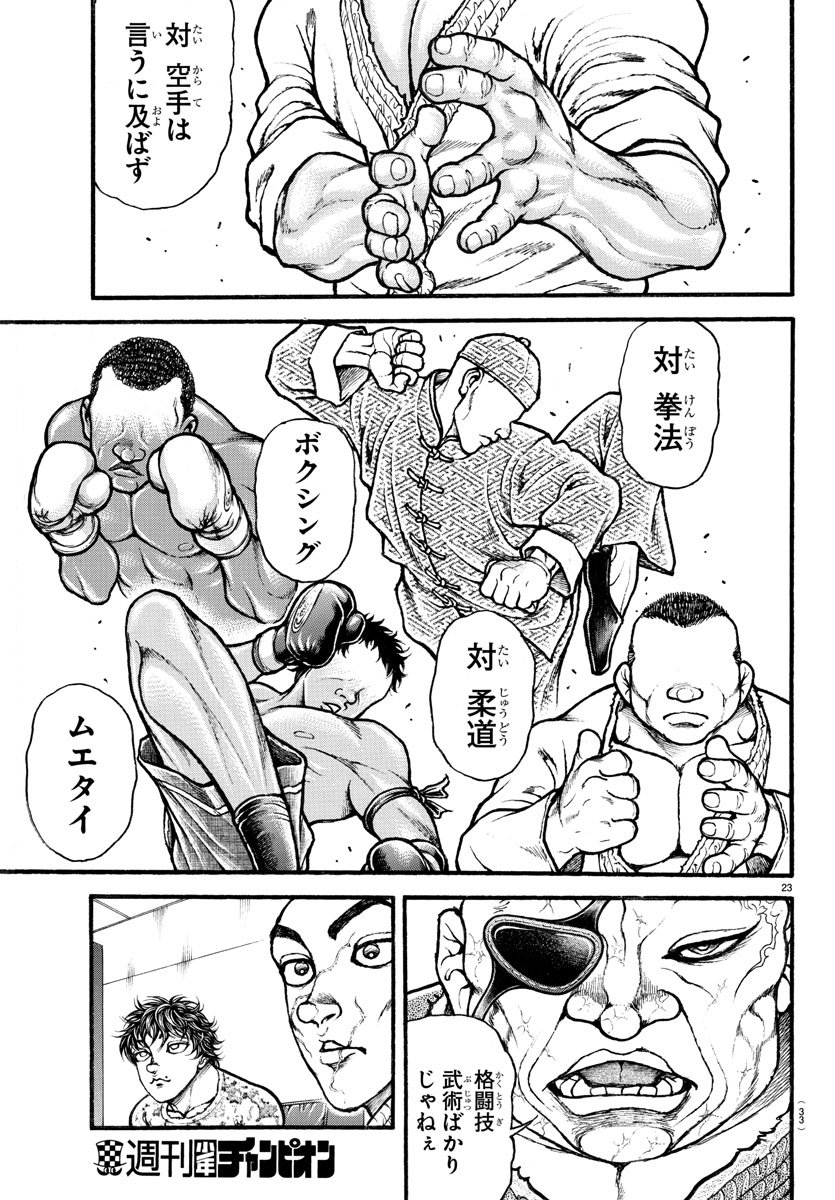 対 空手は
言うに及ばず
対 拳法
ボクシング
対 柔道
ムエタイ
23
格闘技
武術ばかり
じゃねぇ
(33)
週刊少年チャンピオン